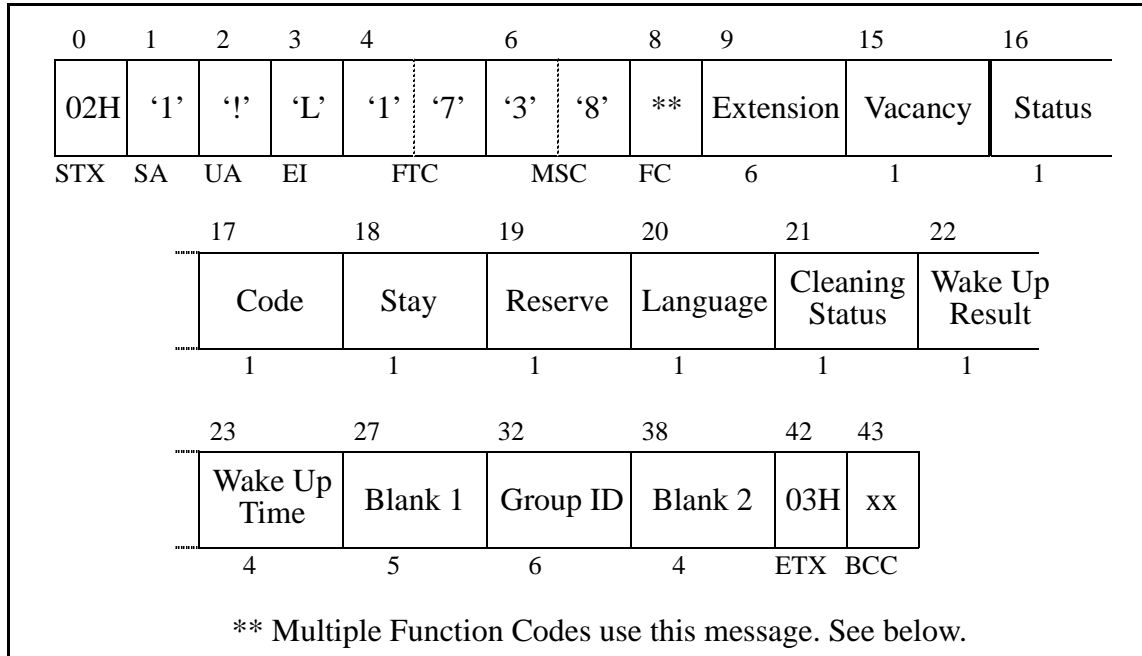 0 1 2 3 4 6 8 9 15 16
02H ‘1’ ‘!’ ‘L’ ‘1’ ‘7’ ‘3’ ‘8’ ** Extension Vacancy Status
STX SA UA EI FTC MSC FC 6 1 1
17 18 19 20 21 22
Code Stay Reserve Language Cleaning Status Wake Up Result
1 1 1 1 1 1
23 27 32 38 42 43
Wake Up Time Blank 1 Group ID Blank 2 03H xx
4 5 6 4 ETX BCC
** Multiple Function Codes use this message. See below.